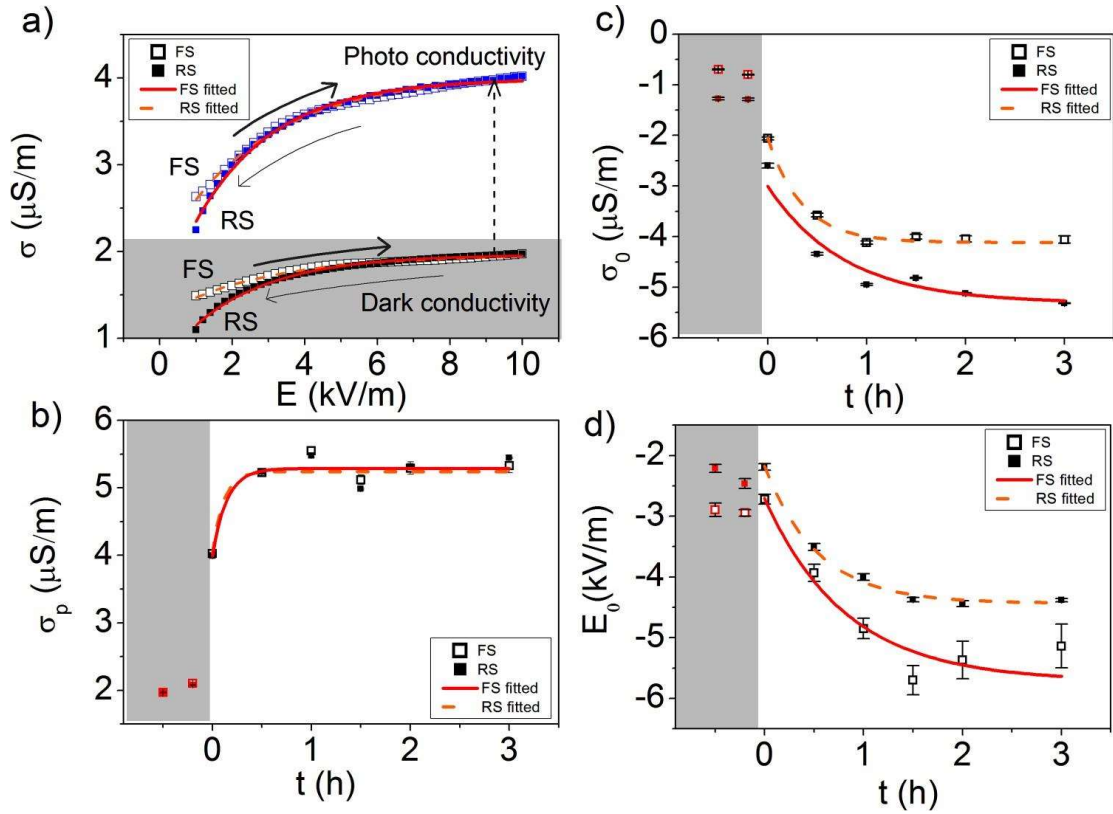 a)
FS
RS
FS fitted
RS fitted
Photo conductivity
FS
RS
FS
RS
Dark conductivity
σ (µS/m)
4
3
2
1
0 2 4 6 8 10
E (kV/m)
b)
σp (µS/m)
6
5
4
3
2
FS
RS
FS fitted
RS fitted
0 1 2 3
t (h)
c)
σ0 (µS/m)
0
-1
-2
-3
-4
-5
-6
FS
RS
FS fitted
RS fitted
0 1 2 3
t (h)
d)
E0 (kV/m)
-2
-3
-4
-5
-6
FS
RS
FS fitted
RS fitted
0 1 2 3
t (h)